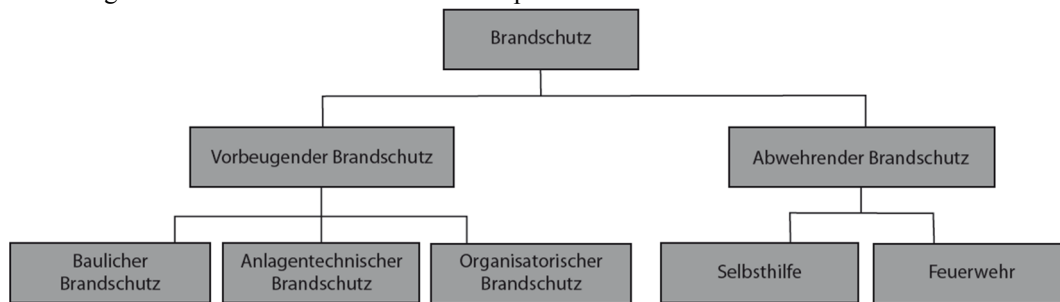 Brandschutz
Vorbeugender Brandschutz
Abwehrender Brandschutz
Baulicher
Brandschutz
Anlagentechnischer
Brandschutz
Organisatorischer
Brandschutz
Selbsthilfe
Feuerwehr